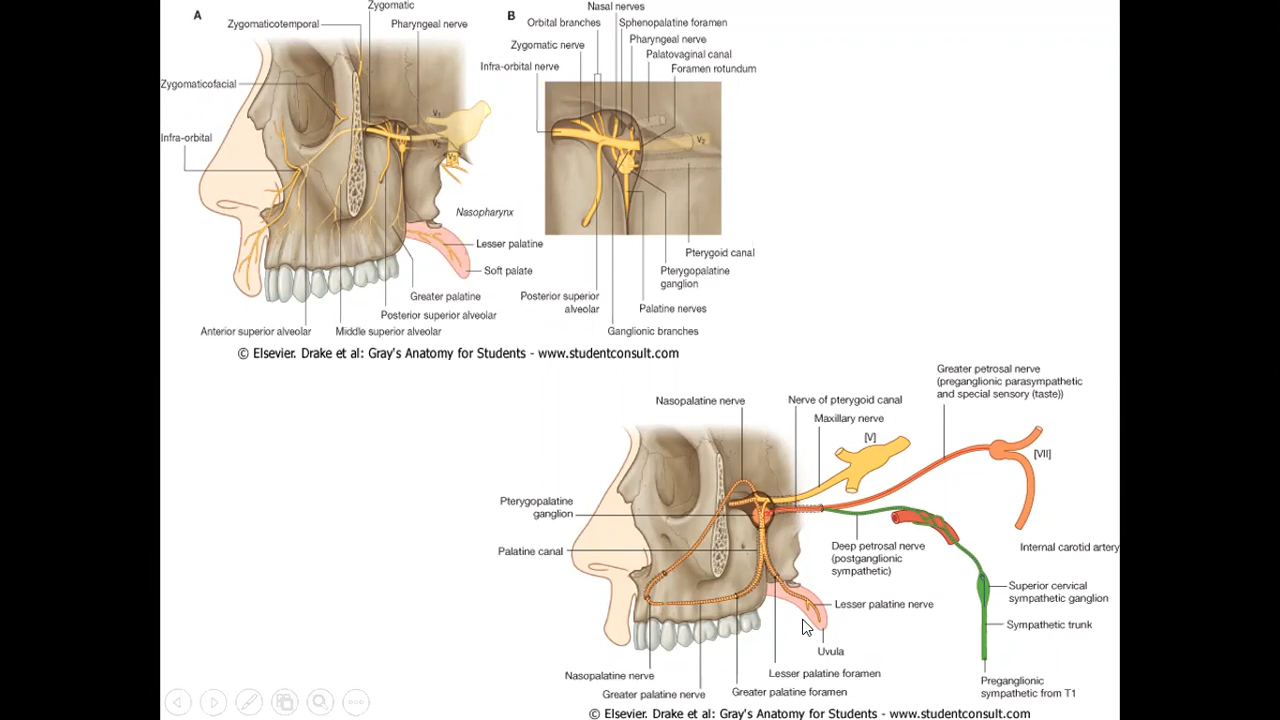 A
Zygomatic
Zygomaticotemporal
Pharyngeal nerve
Zygomaticofacial
Infra-orbital
V1
V2
V3
Nasopharynx
Lesser palatine
Soft palate
Greater palatine
Posterior superior alveolar
Anterior superior alveolar
Middle superior alveolar
B
Nasal nerves
Orbital branches
Sphenopalatine foramen
Pharyngeal nerve
Zygomatic nerve
Palatovaginal canal
Infra-orbital nerve
Foramen rotundum
V2
Pterygoid canal
Pterygopalatine
ganglion
Posterior superior
alveolar
Palatine nerves
Ganglionic branches
© Elsevier. Drake et al: Gray's Anatomy for Students - www.studentconsult.com
Greater petrosal nerve
(preganglionic parasympathetic
and special sensory (taste))
Nasopalatine nerve
Nerve of pterygoid canal
Maxillary nerve
[V]
[VII]
Pterygopalatine
ganglion
Palatine canal
Deep petrosal nerve
(postganglionic
sympathetic)
Internal carotid artery
Superior cervical
sympathetic ganglion
Lesser palatine nerve
Sympathetic trunk
Uvula
Nasopalatine nerve
Lesser palatine foramen
Greater palatine nerve
Greater palatine foramen
Preganglionic
sympathetic from T1
© Elsevier. Drake et al: Gray's Anatomy for Students - www.studentconsult.com